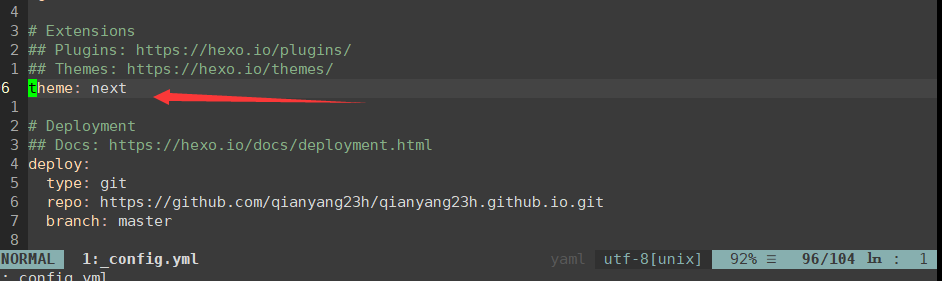 4
3 # Extensions
2 ## Plugins: https://hexo.io/plugins/
1 ## Themes: https://hexo.io/themes/
6 theme: next
1
2 # Deployment
3 ## Docs: https://hexo.io/docs/deployment.html
4 deploy:
5   type: git
6   repo: https://github.com/qianyang23h/qianyang23h.github.io.git
7   branch: master
8
NORMAL 1:_config.yml yaml utf-8[unix] 92% ☰ 96/104 ln : 1
: config.yml